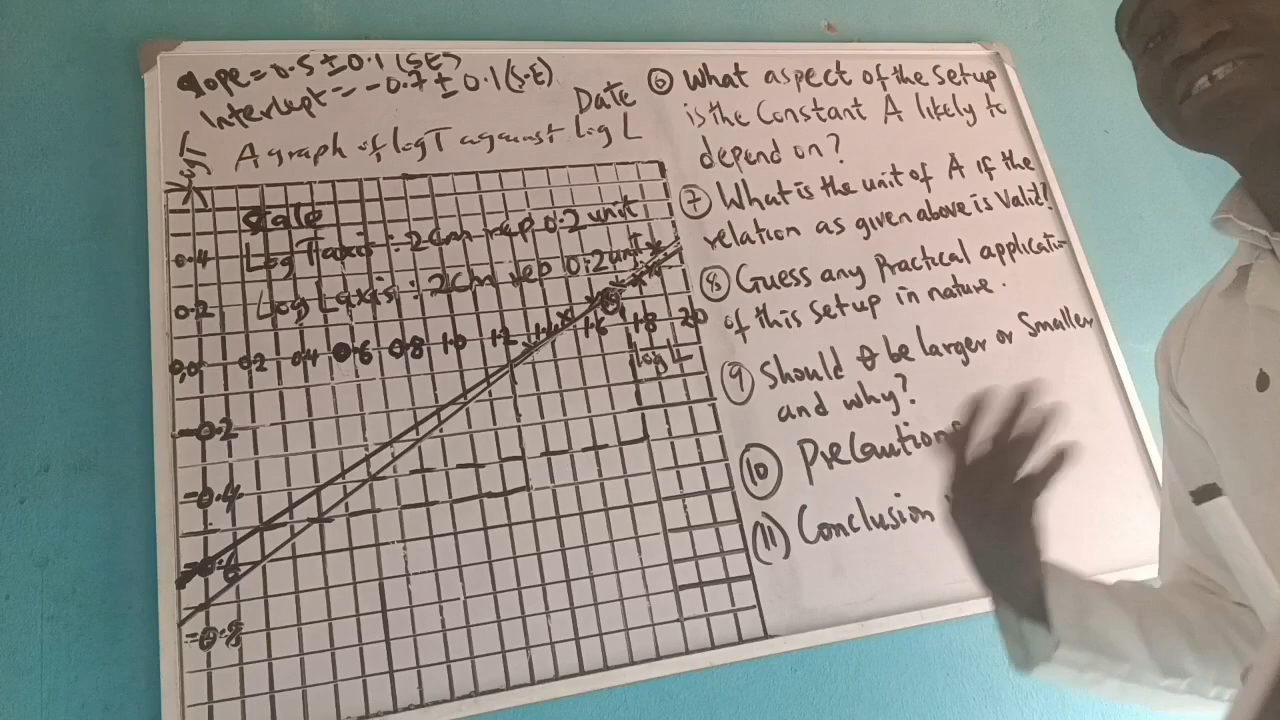 Slope = 0.5 ± 0.1 (SE)
Intercept = -0.7 ± 0.1 (S.E)
Date
A graph of log T against log L
Log T
Scale
Log T axis : 2cm rep 0.2 unit
Log L axis : 2cm rep 0.2 unit
0.4
0.2
0.0 0.2 0.4 0.6 0.8 1.0 1.2 1.4 1.6 1.8 2.0
log L
-0.2
-0.4
-0.6
-0.8
⑥ What aspect of the setup
is the Constant A likely to
depend on?
⑦ What is the unit of A if the
relation as given above is Valid?
⑧ Guess any Practical application
of this setup in nature.
⑨ Should θ be larger or Smaller
and why?
⑩ Precautions
(11) Conclusion